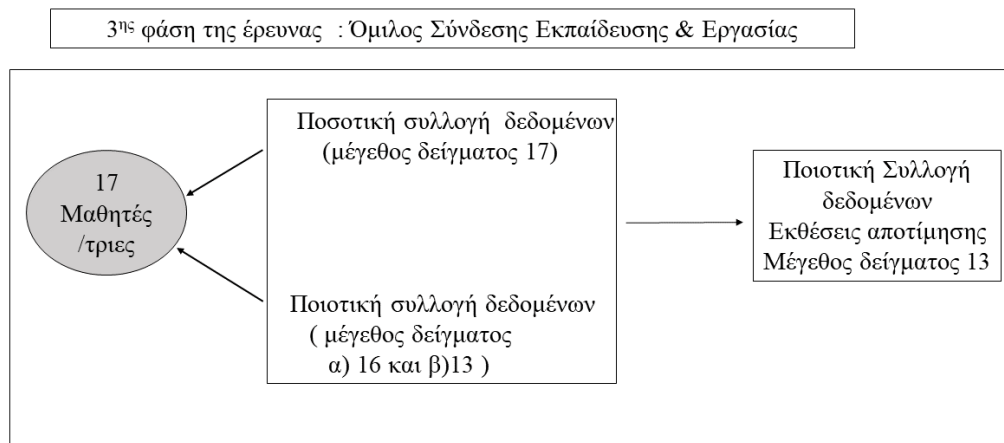 3ης φάση της έρευνας : Όμιλος Σύνδεσης Εκπαίδευσης & Εργασίας
17
Μαθητές
/τριες
Ποσοτική συλλογή δεδομένων
(μέγεθος δείγματος 17)
Ποιοτική συλλογή δεδομένων
( μέγεθος δείγματος
α) 16 και β)13 )
Ποιοτική Συλλογή
δεδομένων
Εκθέσεις αποτίμησης
Μέγεθος δείγματος 13